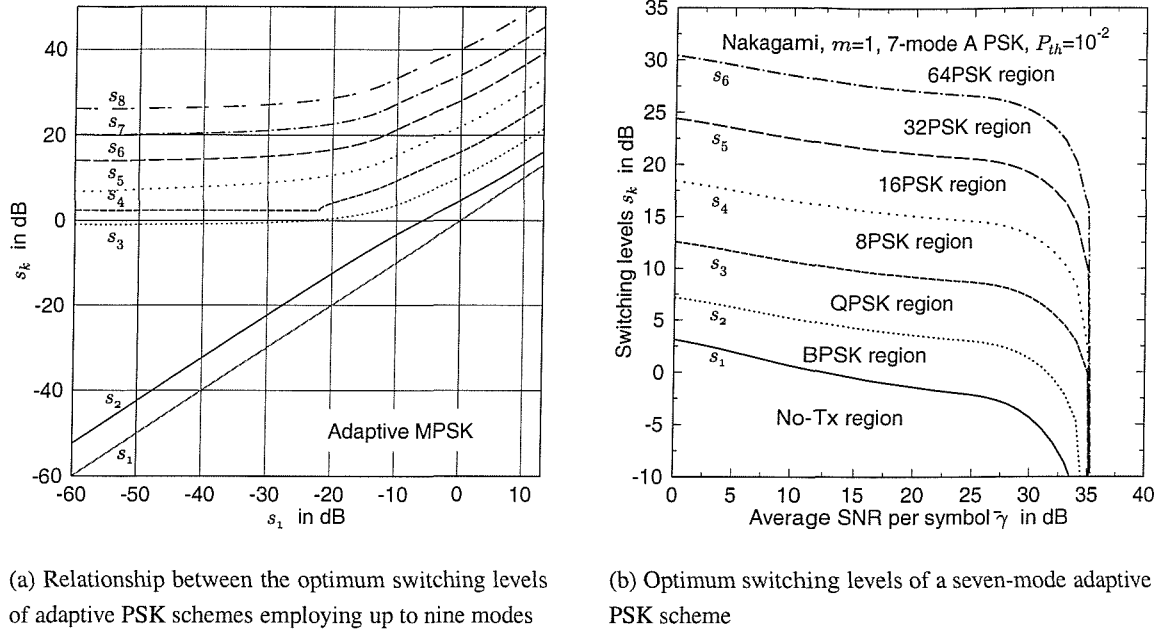 40
20
0
-20
-40
-60
s_k in dB
s₈
s₇
s₆
s₅
s₄
s₃
s₂
s₁
Adaptive MPSK
-60 -50 -40 -30 -20 -10 0 10
s₁ in dB
(a) Relationship between the optimum switching levels
of adaptive PSK schemes employing up to nine modes
35
30
25
20
15
10
5
0
-5
-10
Switching levels s_k in dB
Nakagami, m=1, 7-mode A PSK, P_th=10⁻²
s₆
64PSK region
32PSK region
s₅
16PSK region
s₄
8PSK region
s₃
QPSK region
s₂
BPSK region
s₁
No-Tx region
0 5 10 15 20 25 30 35 40
Average SNR per symbol γ̄ in dB
(b) Optimum switching levels of a seven-mode adaptive
PSK scheme